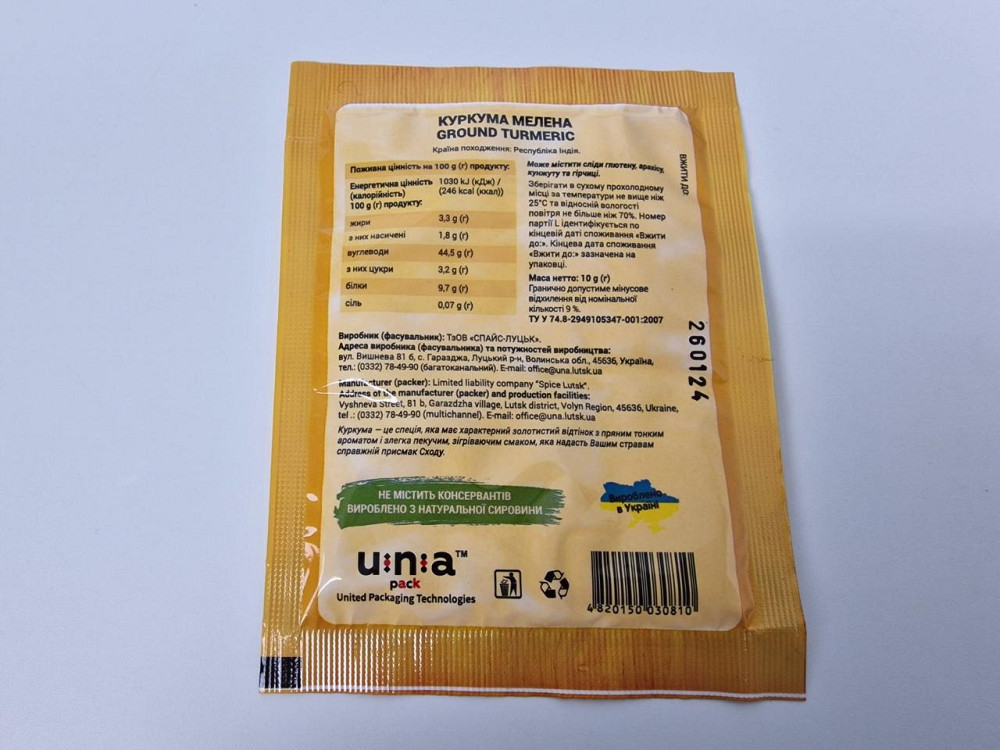 КУРКУМА МЕЛЕНА
GROUND TURMERIC
Країна походження: Республіка Індія.
Поживна цінність на 100 g (г) продукту:
Енергетична цінність (калорійність) 100 g (г) продукту: 1030 kJ (кДж) / (246 kcal (ккал))
жири 3,3 g (г)
з них насичені 1,8 g (г)
вуглеводи 44,5 g (г)
з них цукри 3,2 g (г)
білки 9,7 g (г)
сіль 0,07 g (г)
Може містити сліди глютену, арахісу,
кунжуту та гірчиці.
Зберігати в сухому прохолодному
місці за температури не вище ніж
25°С та відносній вологості
повітря не більше ніж 70%. Номер
партії L ідентифікується по
кінцевій даті споживання «Вжити
до:». Кінцева дата споживання
«Вжити до:» зазначена на
упаковці.
Маса нетто: 10 g (г)
Гранично допустиме мінусове
відхилення від номінальної
кількості 9 %.
ТУ У 74.8-2949105347-001:2007
ВЖИТИ ДО
260124
Виробник (фасувальник): ТзОВ «СПАЙС-ЛУЦЬК».
Адреса виробника (фасувальника) та потужностей виробництва:
вул. Вишнева 81 б, с. Гаразджа, Луцький р-н, Волинська обл., 45636, Україна,
тел.: (0332) 78-49-90 (багатоканальний). E-mail: office@una.lutsk.ua
Manufacturer (packer): Limited liability company "Spice Lutsk".
Address of the manufacturer (packer) and production facilities:
Vyshneva Street, 81 b, Garazdzha village, Lutsk district, Volyn Region, 45636, Ukraine,
tel .: (0332) 78-49-90 (multichannel). E-mail: office@una.lutsk.ua
Куркума — це спеція, яка має характерний золотистий відтінок з пряним тонким
ароматом і злегка пекучим, зігріваючим смаком, яка надасть Вашим стравам
справжній присмак Сходу.
НЕ МІСТИТЬ КОНСЕРВАНТІВ
ВИРОБЛЕНО З НАТУРАЛЬНОЇ СИРОВИНИ
Вироблено
в Україні
u:n:a™
pack
United Packaging Technologies
4 820150 030810